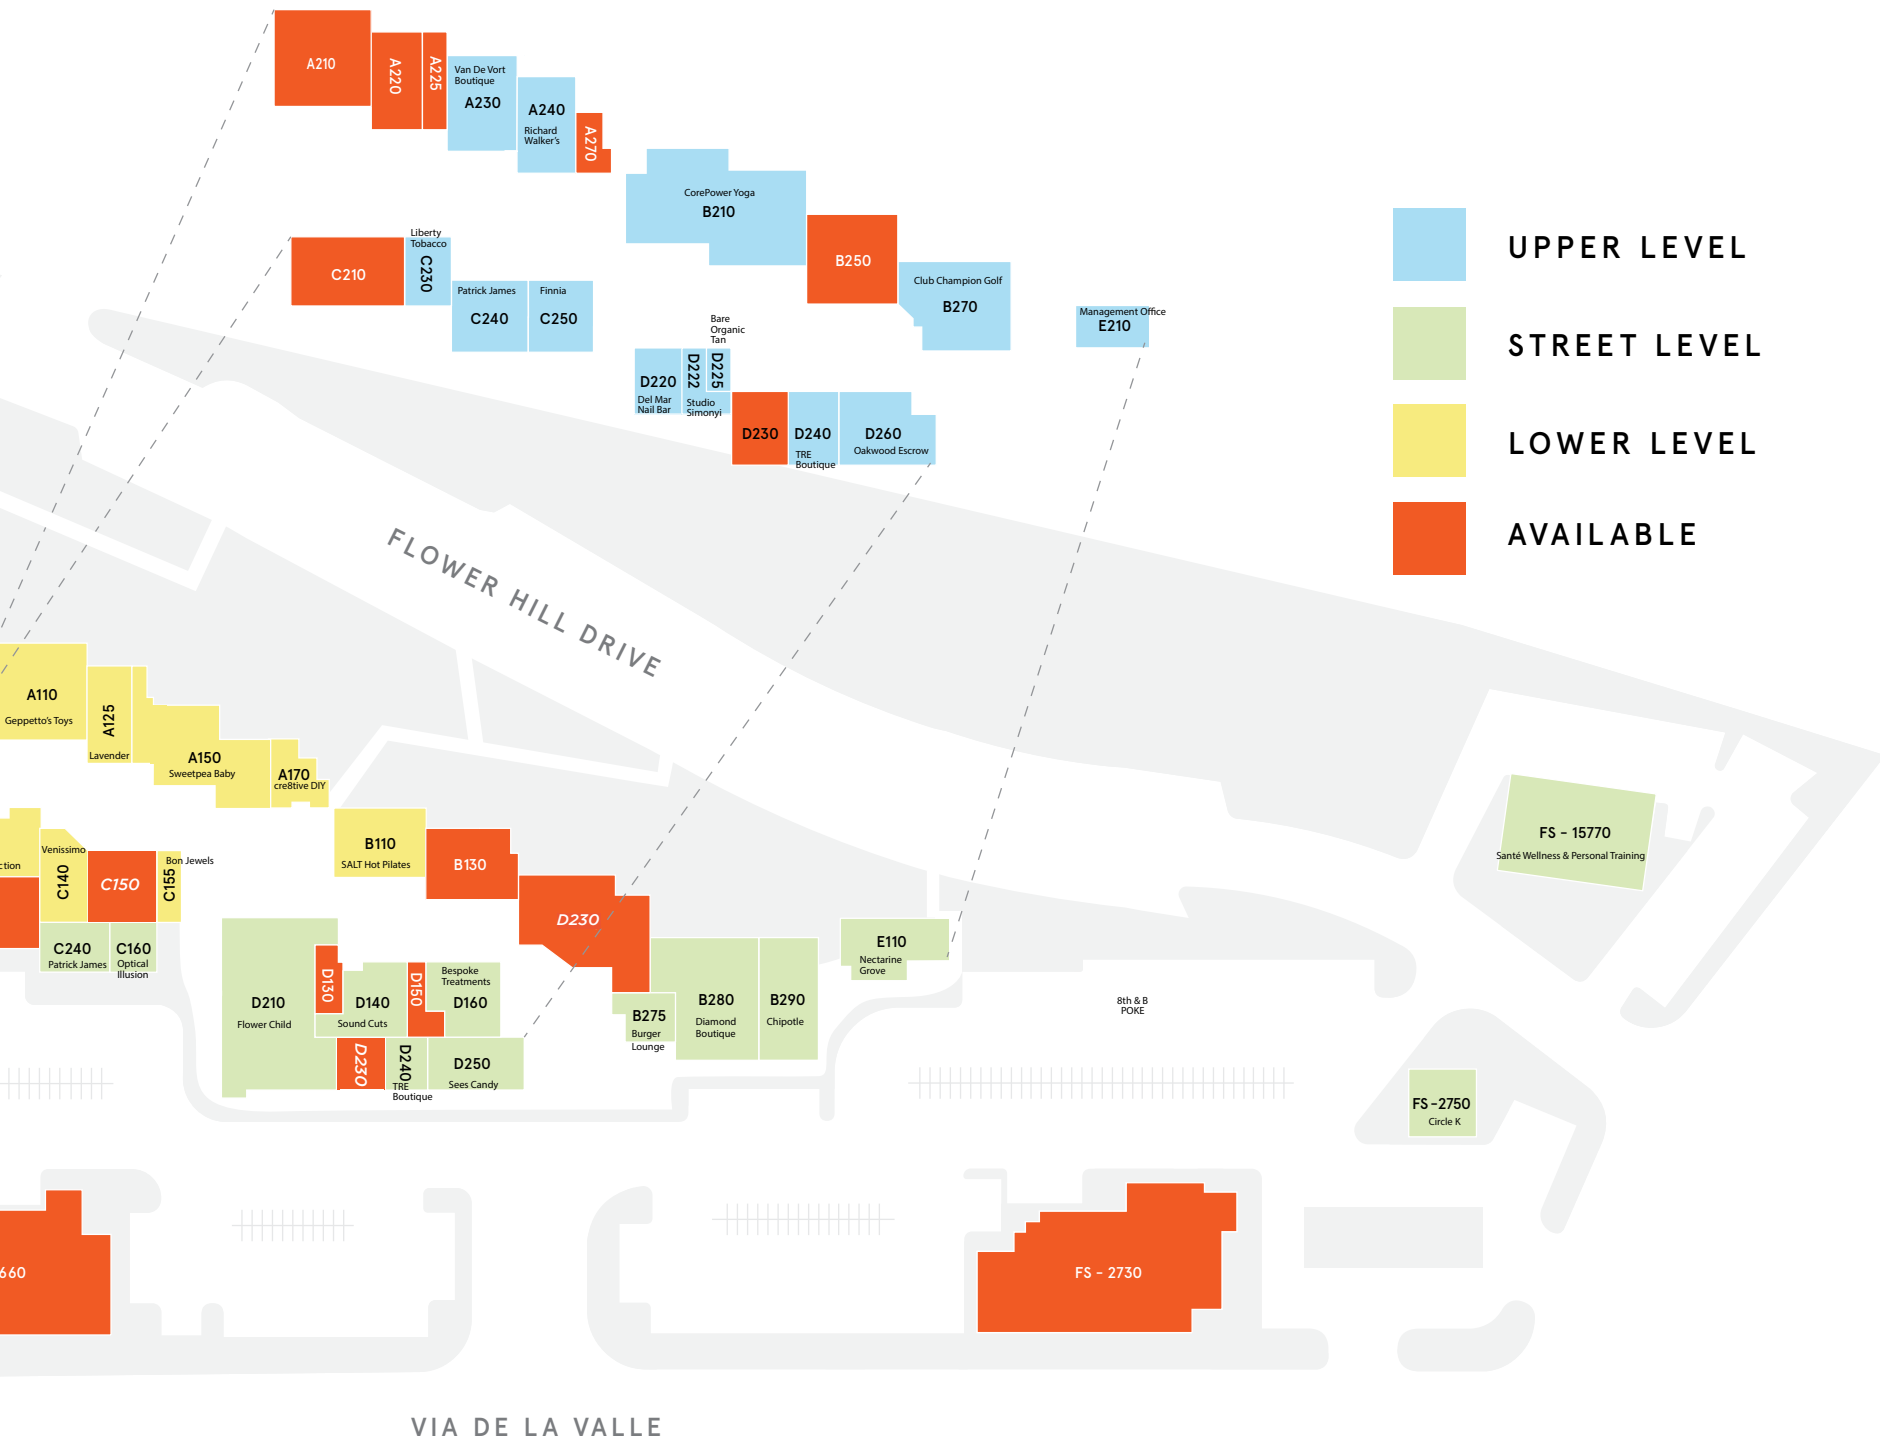 A210
A220
A225
Van De Vort
Boutique
A230
A240
Richard
Walker's
A270
CorePower Yoga
B210
B250
Club Champion Golf
B270
Management Office
E210
C210
Liberty
Tobacco
C230
Patrick James
C240
Finnia
C250
Bare
Organic
Tan
D220
Del Mar
Nail Bar
D222
Studio
Simonyi
D225
D230
D240
TRE
Boutique
D260
Oakwood Escrow
UPPER LEVEL
STREET LEVEL
LOWER LEVEL
AVAILABLE
FLOWER HILL DRIVE
A110
Geppetto's Toys
A125
Lavender
A150
Sweetpea Baby
A170
cre8tive DIY
B110
SALT Hot Pilates
B130
D230
ction
Venissimo
C140
C150
Bon Jewels
C155
C240
Patrick James
C160
Optical
Illusion
D210
Flower Child
D130
D140
Sound Cuts
D150
Bespoke
Treatments
D160
D230
D240
TRE
Boutique
D250
Sees Candy
B275
Burger
Lounge
B280
Diamond
Boutique
B290
Chipotle
E110
Nectarine
Grove
8th & B
POKE
FS - 15770
Santé Wellness & Personal Training
FS -2750
Circle K
660
FS - 2730
VIA DE LA VALLE